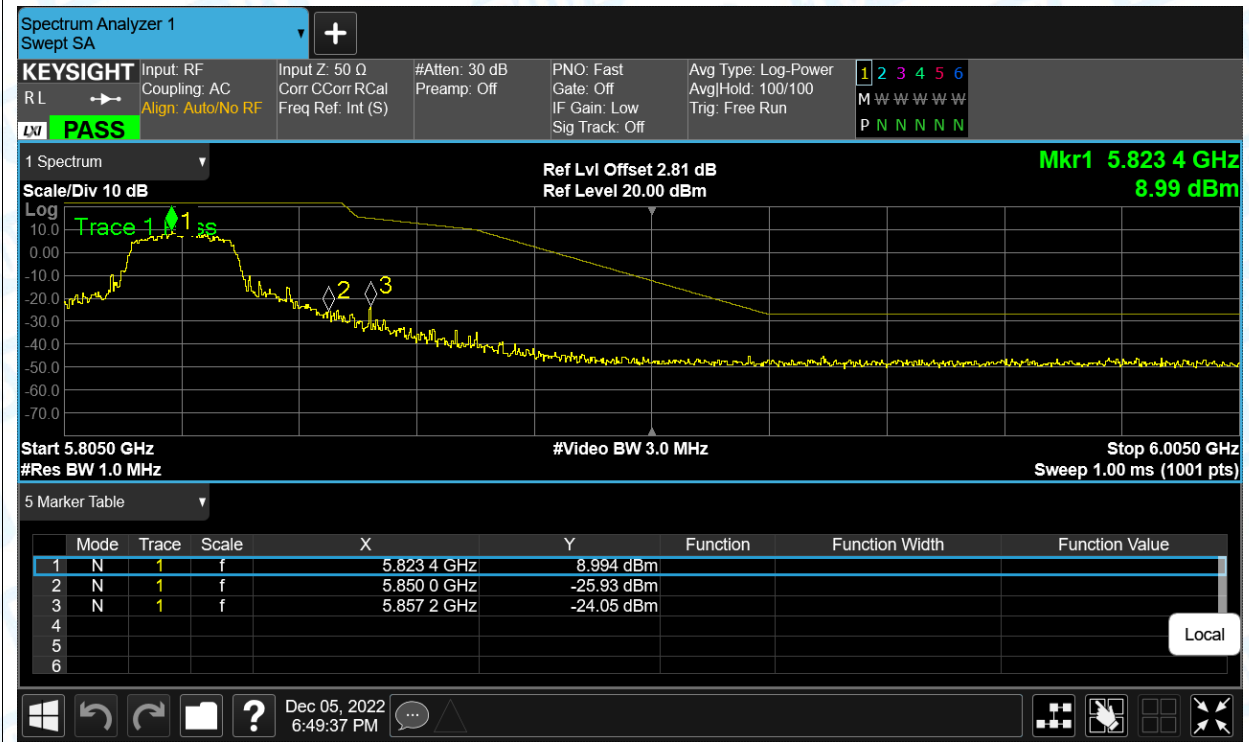 Spectrum Analyzer 1
Swept SA
+
KEYSIGHT
R L
LXI PASS
Input: RF
Coupling: AC
Align: Auto/No RF
Input Z: 50 Ω
Corr CCorr RCal
Freq Ref: Int (S)
#Atten: 30 dB
Preamp: Off
PNO: Fast
Gate: Off
IF Gain: Low
Sig Track: Off
Avg Type: Log-Power
Avg|Hold: 100/100
Trig: Free Run
1 2 3 4 5 6
M W W W W W
P N N N N N
1 Spectrum
Scale/Div 10 dB
Ref Lvl Offset 2.81 dB
Ref Level 20.00 dBm
Mkr1 5.823 4 GHz
8.99 dBm
Log
Trace 1
1
10.0
0.00
-10.0
-20.0
-30.0
-40.0
-50.0
-60.0
-70.0
2
3
Start 5.8050 GHz
#Res BW 1.0 MHz
#Video BW 3.0 MHz
Stop 6.0050 GHz
Sweep 1.00 ms (1001 pts)
5 Marker Table
Mode Trace Scale X Y Function Function Width Function Value
1 N 1 f 5.823 4 GHz 8.994 dBm
2 N 1 f 5.850 0 GHz -25.93 dBm
3 N 1 f 5.857 2 GHz -24.05 dBm
4
5
6
Local
?
Dec 05, 2022
6:49:37 PM